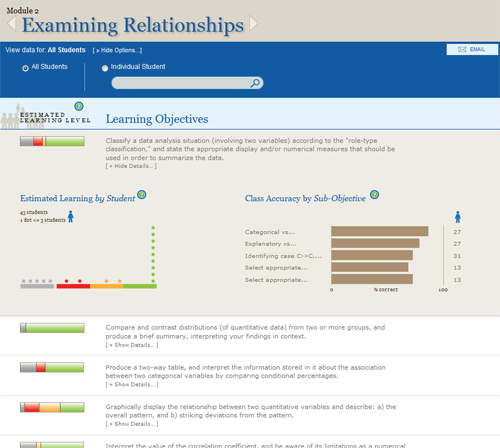 Module 2
Examining Relationships
View data for: All Students [ » Hide Options...]
EMAIL
All Students
Individual Student
ESTIMATED
LEARNING LEVEL
Learning Objectives
Classify a data analysis situation (involving two variables) according to the "role-type
classification," and state the appropriate display and/or numerical measures that should be
used in order to summarize the data.
[ » Hide Details... ]
Estimated Learning by Student
43 students
1 dot <= 3 students
Class Accuracy by Sub-Objective
Categorical vs... 27
Explanatory vs... 27
Identifying case C->C,... 31
Select appropriate... 13
Select appropriate... 13
0 % correct 100
Compare and contrast distributions (of quantitative data) from two or more groups, and
produce a brief summary, interpreting your findings in context.
[ » Show Details... ]
Produce a two-way table, and interpret the information stored in it about the association
between two categorical variables by comparing conditional percentages.
[ » Show Details... ]
Graphically display the relationship between two quantitative variables and describe: a) the
overall pattern, and b) striking deviations from the pattern.
[ » Show Details... ]
Interpret the value of the correlation coefficient, and be aware of its limitations as a numerical